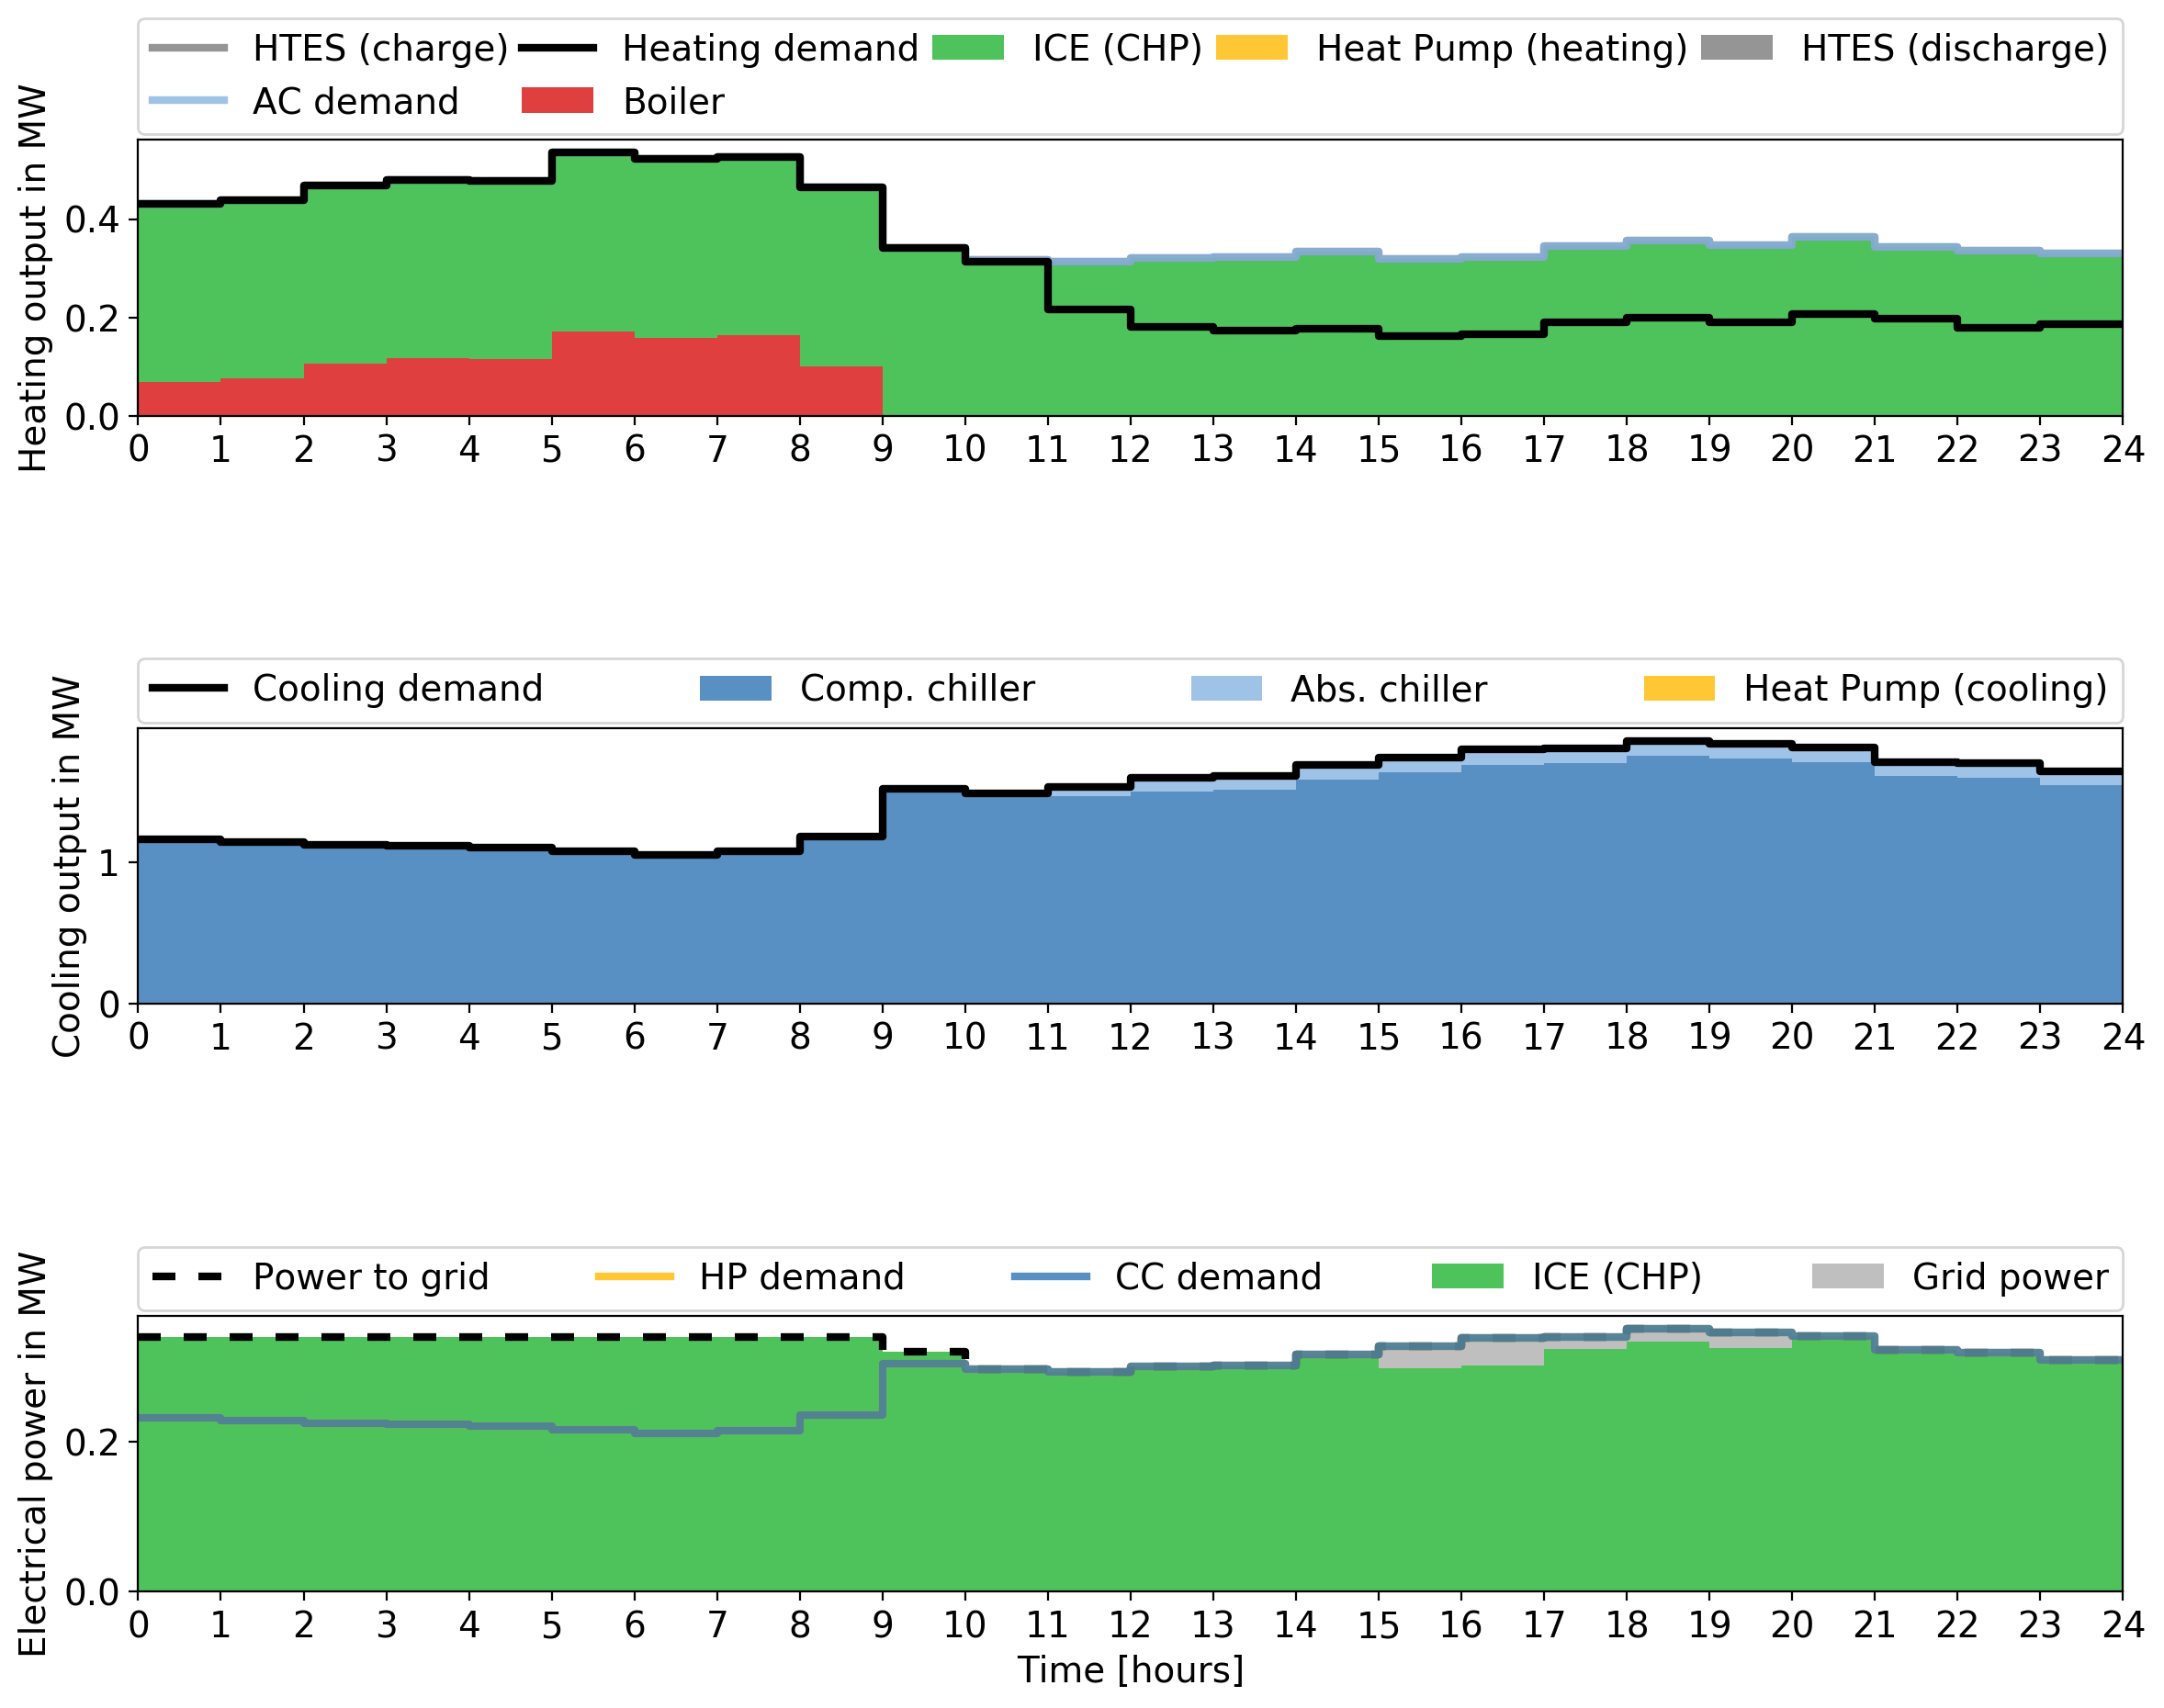 HTES (charge) Heating demand ICE (CHP) Heat Pump (heating) HTES (discharge)
AC demand Boiler
Heating output in MW
0.4
0.2
0.0
0 1 2 3 4 5 6 7 8 9 10 11 12 13 14 15 16 17 18 19 20 21 22 23 24
Cooling demand Comp. chiller Abs. chiller Heat Pump (cooling)
Cooling output in MW
1
0
0 1 2 3 4 5 6 7 8 9 10 11 12 13 14 15 16 17 18 19 20 21 22 23 24
Power to grid HP demand CC demand ICE (CHP) Grid power
Electrical power in MW
0.2
0.0
0 1 2 3 4 5 6 7 8 9 10 11 12 13 14 15 16 17 18 19 20 21 22 23 24
Time [hours]